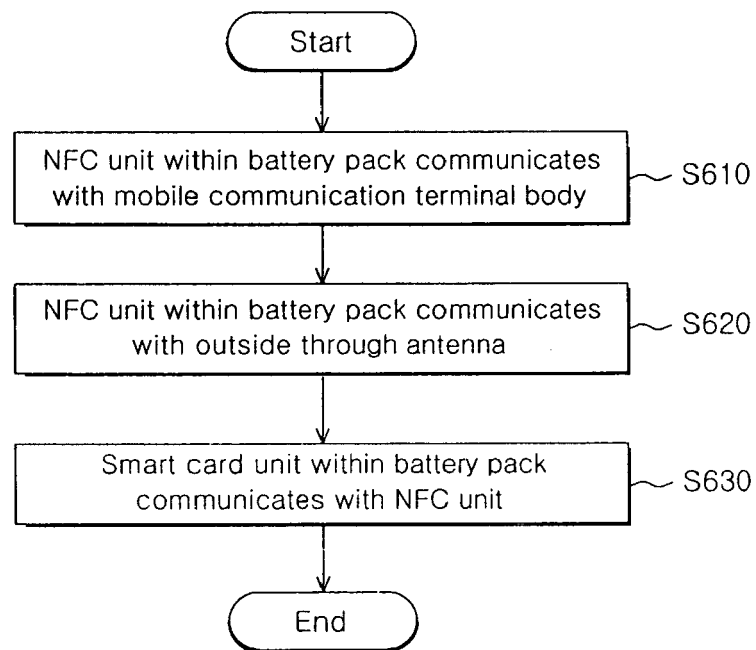 Start
NFC unit within battery pack communicates
with mobile communication terminal body
S610
NFC unit within battery pack communicates
with outside through antenna
S620
Smart card unit within battery pack
communicates with NFC unit
S630
End